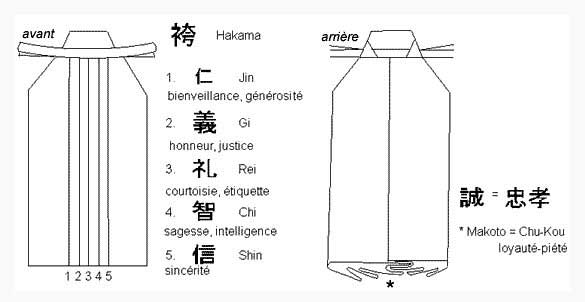 avant
袴 Hakama
1. 仁 Jin
bienveillance, générosité
2. 義 Gi
honneur, justice
3. 礼 Rei
courtoisie, étiquette
4. 智 Chi
sagesse, intelligence
5. 信 Shin
sincérité
1 2 3 4 5
arrière
誠 = 忠孝
* Makoto = Chu-Kou
loyauté-piété
*